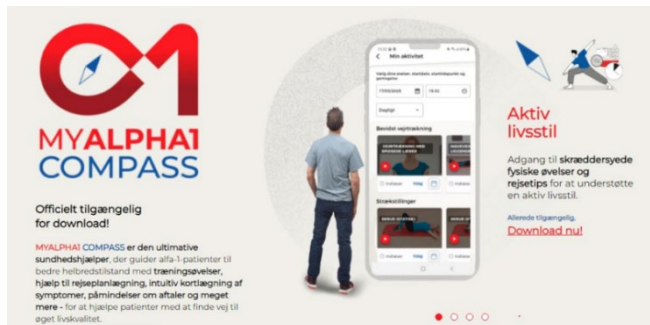 MYALPHA1
COMPASS
Officielt tilgængelig
for download!
MYALPHA1 COMPASS er den ultimative
sundhedshjælper, der guider alfa-1-patienter til
bedre helbredstilstand med træningsøvelser,
hjælp til rejseplanlægning, intuitiv kortlægning af
symptomer, påmindelser om aftaler og meget
mere - for at hjælpe patienter med at finde vej til
øget livskvalitet.
Min aktivitet
Dagligt
Bevidst vejrtrækning
VEJRTRÆKNING MED
Strækstillinger
Aktiv
livsstil
Adgang til skræddersyede
fysiske øvelser og
rejsetips for at understøtte
en aktiv livsstil.
Allerede tilgængelig,
Download nu!